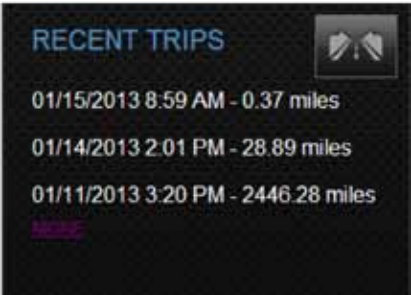 RECENT TRIPS
01/15/2013 8:59 AM - 0.37 miles
01/14/2013 2:01 PM - 28.89 miles
01/11/2013 3:20 PM - 2446.28 miles
MORE